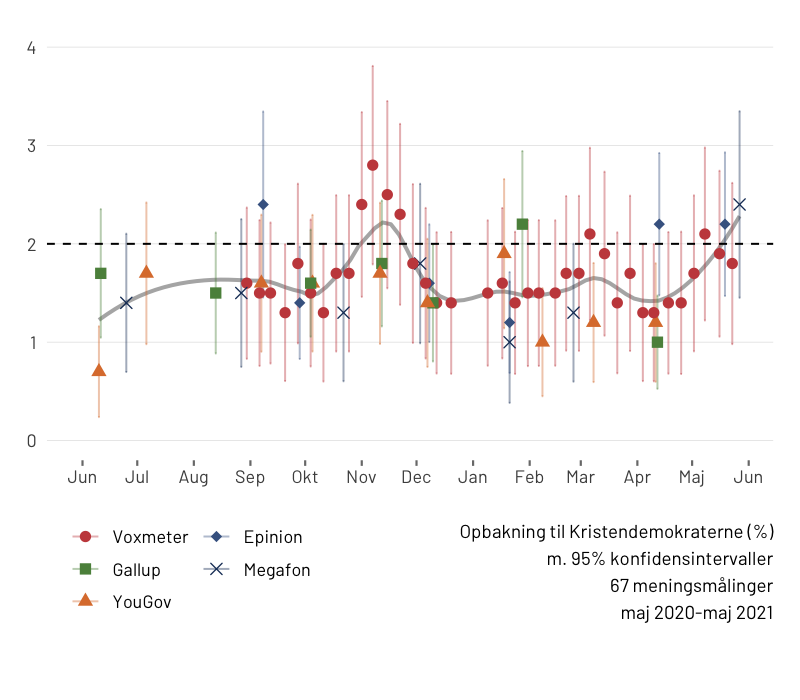 4
3
2
1
0
Jun Jul Aug Sep Okt Nov Dec Jan Feb Mar Apr Maj Jun
Voxmeter Epinion
Gallup Megafon
YouGov
Opbakning til Kristendemokraterne (%)
m. 95% konfidensintervaller
67 meningsmålinger
maj 2020-maj 2021